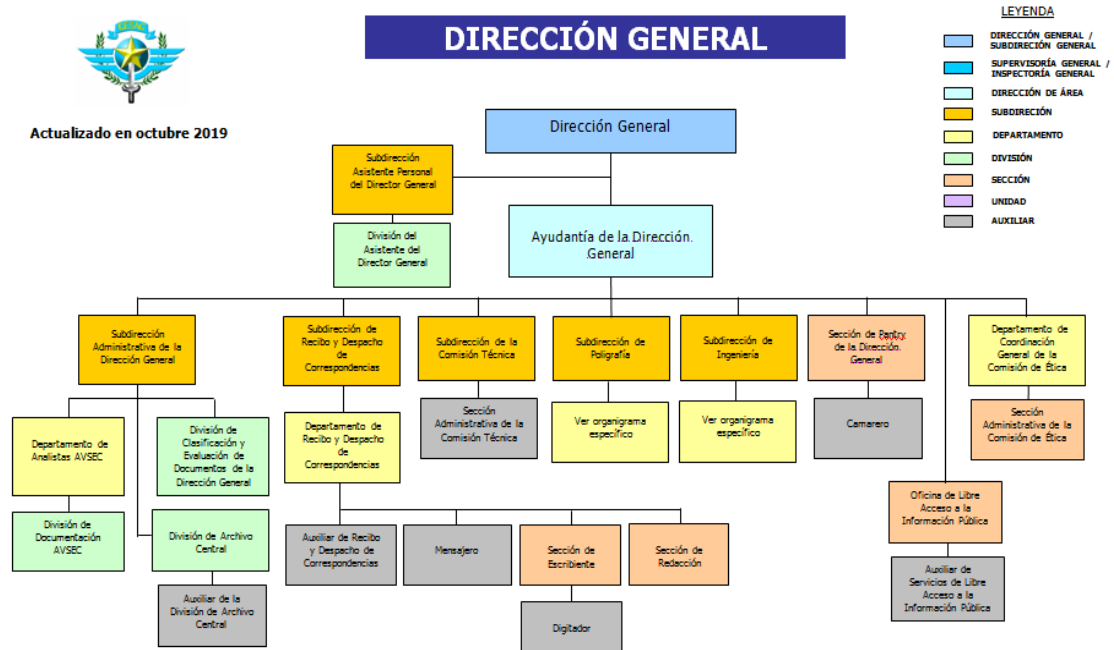 CESAC
DIRECCIÓN GENERAL
LEYENDA
DIRECCIÓN GENERAL /
SUBDIRECIÓN GENERAL
SUPERVISORÍA GENERAL /
INSPECTORÍA GENERAL
DIRECCIÓN DE ÁREA
SUBDIRECIÓN
DEPARTAMENTO
DIVISIÓN
SECCIÓN
UNIDAD
AUXILIAR
Actualizado en octubre 2019
Dirección General
Subdirección
Asistente Personal
del Director General
División del
Asistente del
Director General
Ayudantía de la Dirección.
General
Subdirección
Administrativa de la
Dirección General
Subdirección de
Recibo y Despacho
de
Correspondencias
Subdirección de la
Comisión Técnica
Subdirección de
Poligrafía
Subdirección de
Ingeniería
Sección de Pantry
de la Dirección.
General
Departamento de
Coordinación
General de la
Comisión de Ética
Departamento de
Analistas AVSEC
División de
Clasificación y
Evaluación de
Documentos de la
Dirección General
Departamento de
Recibo y Despacho
de
Correspondencias
Sección
Administrativa de la
Comisión Técnica
Ver organigrama
específico
Ver organigrama
específico
Camarero
Sección
Administrativa de la
Comisión de Ética
División de
Documentación
AVSEC
División de Archivo
Central
Auxiliar de la
División de Archivo
Central
Auxiliar de Recibo
y Despacho de
Correspondencias
Mensajero
Sección de
Escribiente
Sección de
Redacción
Digitador
Oficina de Libre
Acceso a la
Información Pública
Auxiliar de
Servicios de Libre
Acceso a la
Información Pública